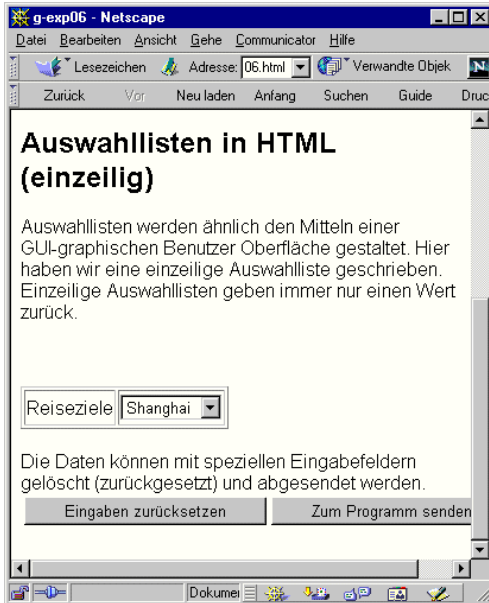 g-exp06 - Netscape
Datei Bearbeiten Ansicht Gehe Communicator Hilfe
Lesezeichen Adresse: 06.html Verwandte Objek N
Zurück Vor Neu laden Anfang Suchen Guide Druc
Auswahllisten in HTML
(einzeilig)
Auswahllisten werden ähnlich den Mitteln einer
GUI-graphischen Benutzer Oberfläche gestaltet. Hier
haben wir eine einzeilige Auswahlliste geschrieben.
Einzeilige Auswahllisten geben immer nur einen Wert
zurück.
Reiseziele Shanghai
Die Daten können mit speziellen Eingabefeldern
gelöscht (zurückgesetzt) und abgesendet werden.
Eingaben zurücksetzen Zum Programm senden
Dokumei